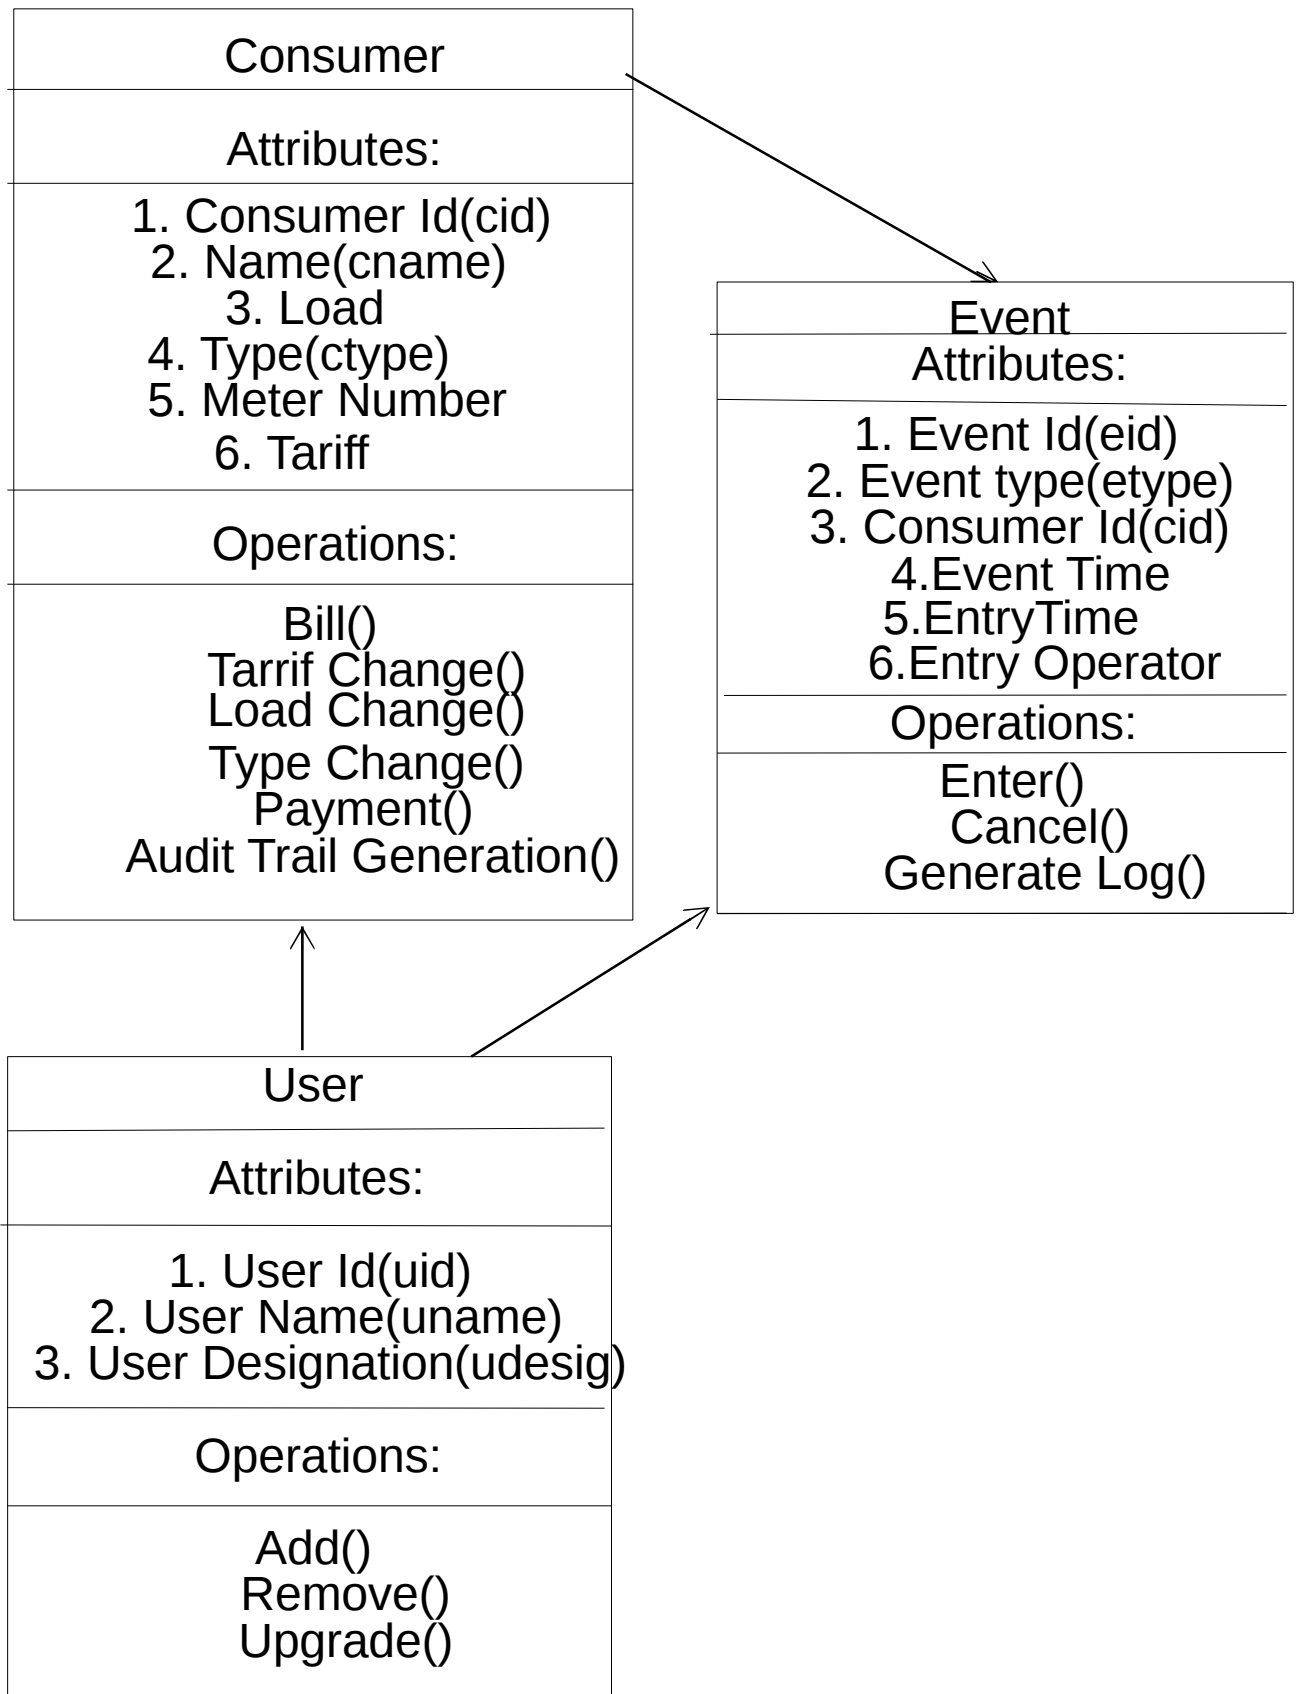 Consumer
Attributes:
1. Consumer Id(cid)
2. Name(cname)
3. Load
4. Type(ctype)
5. Meter Number
6. Tariff
Operations:
Bill()
Tarrif Change()
Load Change()
Type Change()
Payment()
Audit Trail Generation()
Event
Attributes:
1. Event Id(eid)
2. Event type(etype)
3. Consumer Id(cid)
4.Event Time
5.EntryTime
6.Entry Operator
Operations:
Enter()
Cancel()
Generate Log()
User
Attributes:
1. User Id(uid)
2. User Name(uname)
3. User Designation(udesig)
Operations:
Add()
Remove()
Upgrade()